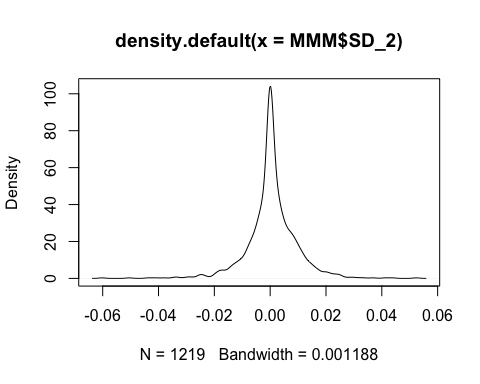 density.default(x = MMM$SD_2)
Density
100
80
60
40
20
0
-0.06 -0.04 -0.02 0.00 0.02 0.04 0.06
N = 1219 Bandwidth = 0.001188